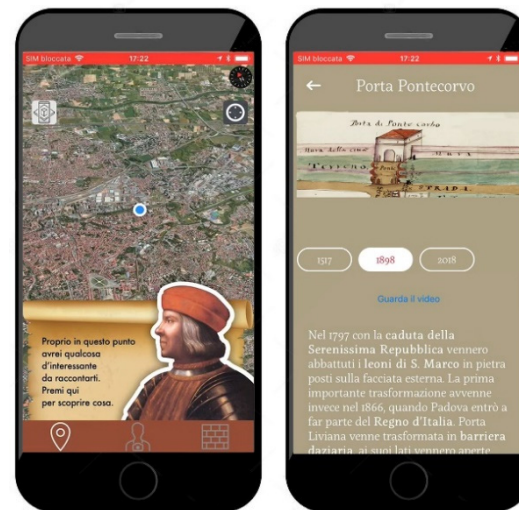 SIM bloccata
17:22
Proprio in questo punto
avrei qualcosa
d'interessante
da raccontarti.
Premi qui
per scoprire cosa.
SIM bloccata
17:22
Porta Pontecorvo
Porta di Ponte Corbo
1517
1898
2018
Guarda il video
Nel 1797 con la caduta della
Serenissima Repubblica vennero
abbattuti i leoni di S. Marco in pietra
posti sulla facciata esterna. La prima
importante trasformazione avvenne
invece nel 1866, quando Padova entrò a
far parte del Regno d'Italia. Porta
Liviana venne trasformata in barriera
daziaria, ai suoi lati vennero aperte